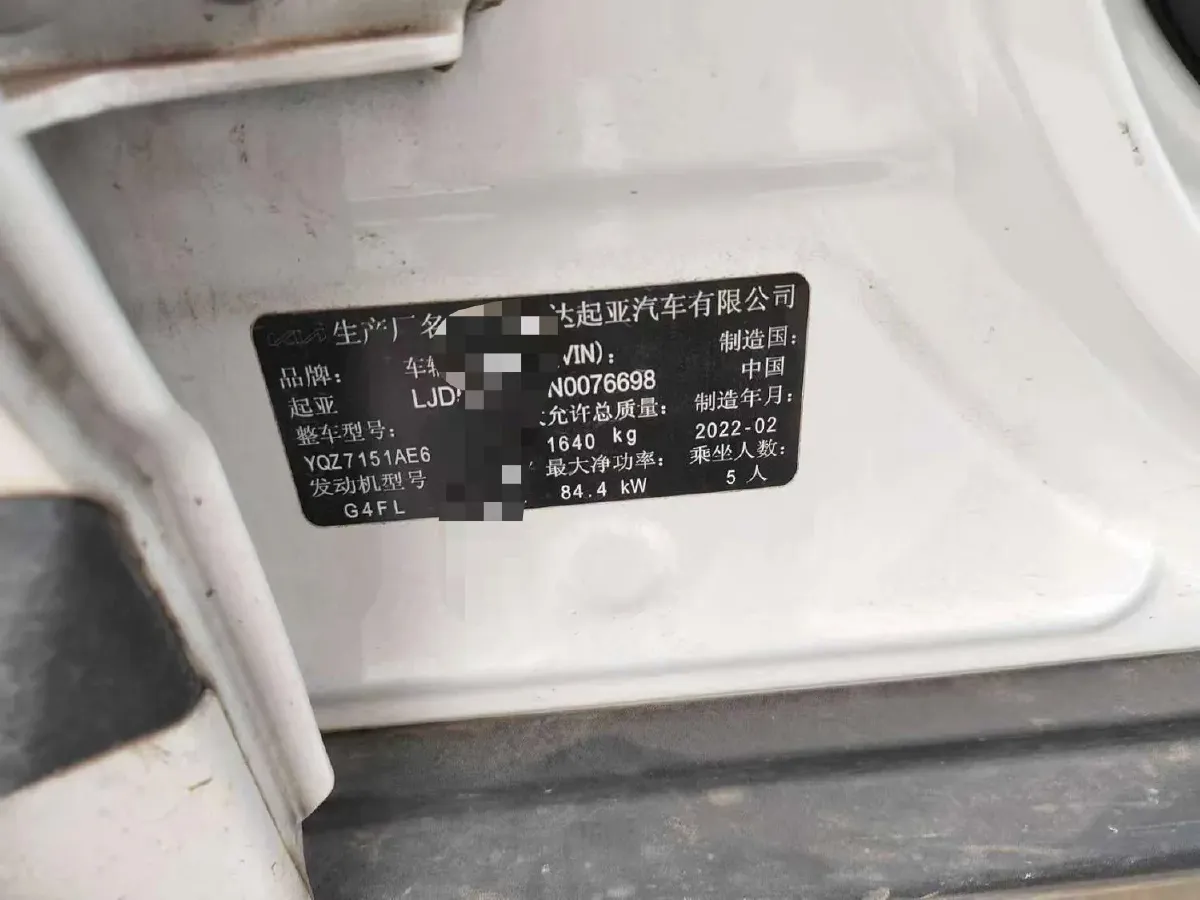 KIA 生产厂名 达起亚汽车有限公司
品牌: 车辆 VIN): 制造国:
起亚 LJD N0076698 中国
整车型号: 允许总质量: 制造年月:
YQZ7151AE6 1640 kg 2022-02
发动机型号 最大净功率: 乘坐人数:
G4FL 84.4 kW 5 人